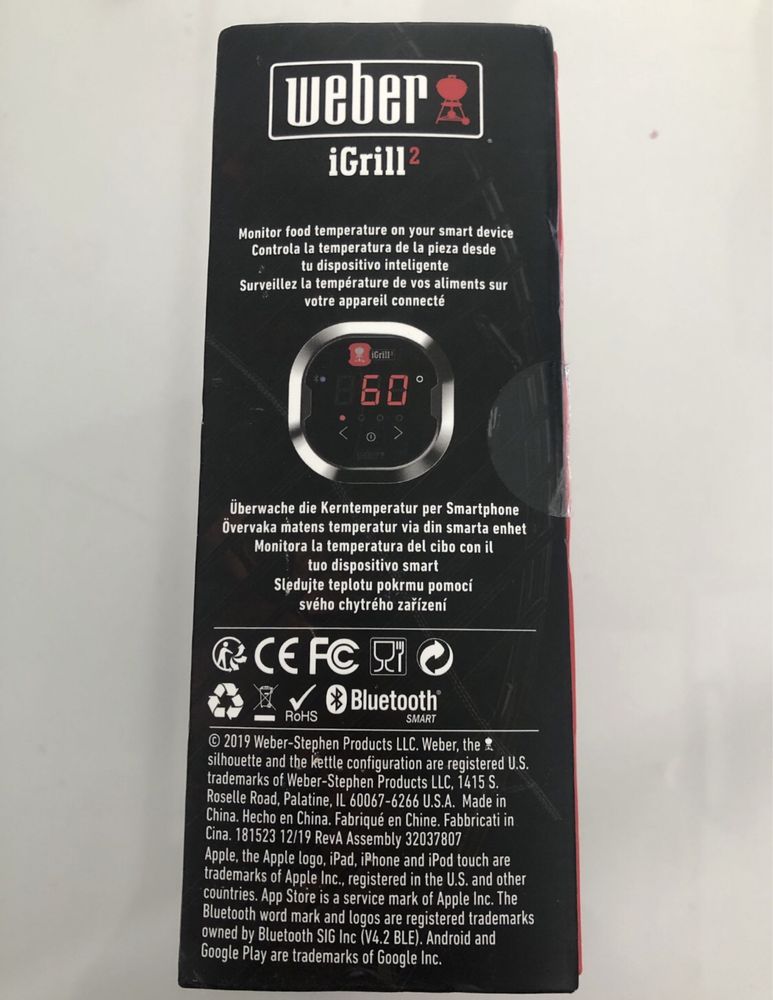 weber
iGrill²
Monitor food temperature on your smart device
Controla la temperatura de la pieza desde
tu dispositivo inteligente
Surveillez la température de vos aliments sur
votre appareil connecté
iGrill²
60
Überwache die Kerntemperatur per Smartphone
Övervaka matens temperatur via din smarta enhet
Monitora la temperatura del cibo con il
tuo dispositivo smart
Sledujte teplotu pokrmu pomocí
svého chytrého zařízení
CE FC
RoHS
Bluetooth®
SMART
© 2019 Weber-Stephen Products LLC. Weber, the
silhouette and the kettle configuration are registered U.S.
trademarks of Weber-Stephen Products LLC, 1415 S.
Roselle Road, Palatine, IL 60067-6266 U.S.A. Made in
China. Hecho en China. Fabriqué en Chine. Fabbricati in
Cina. 181523 12/19 RevA Assembly 32037807
Apple, the Apple logo, iPad, iPhone and iPod touch are
trademarks of Apple Inc., registered in the U.S. and other
countries. App Store is a service mark of Apple Inc. The
Bluetooth word mark and logos are registered trademarks
owned by Bluetooth SIG Inc (V4.2 BLE). Android and
Google Play are trademarks of Google Inc.